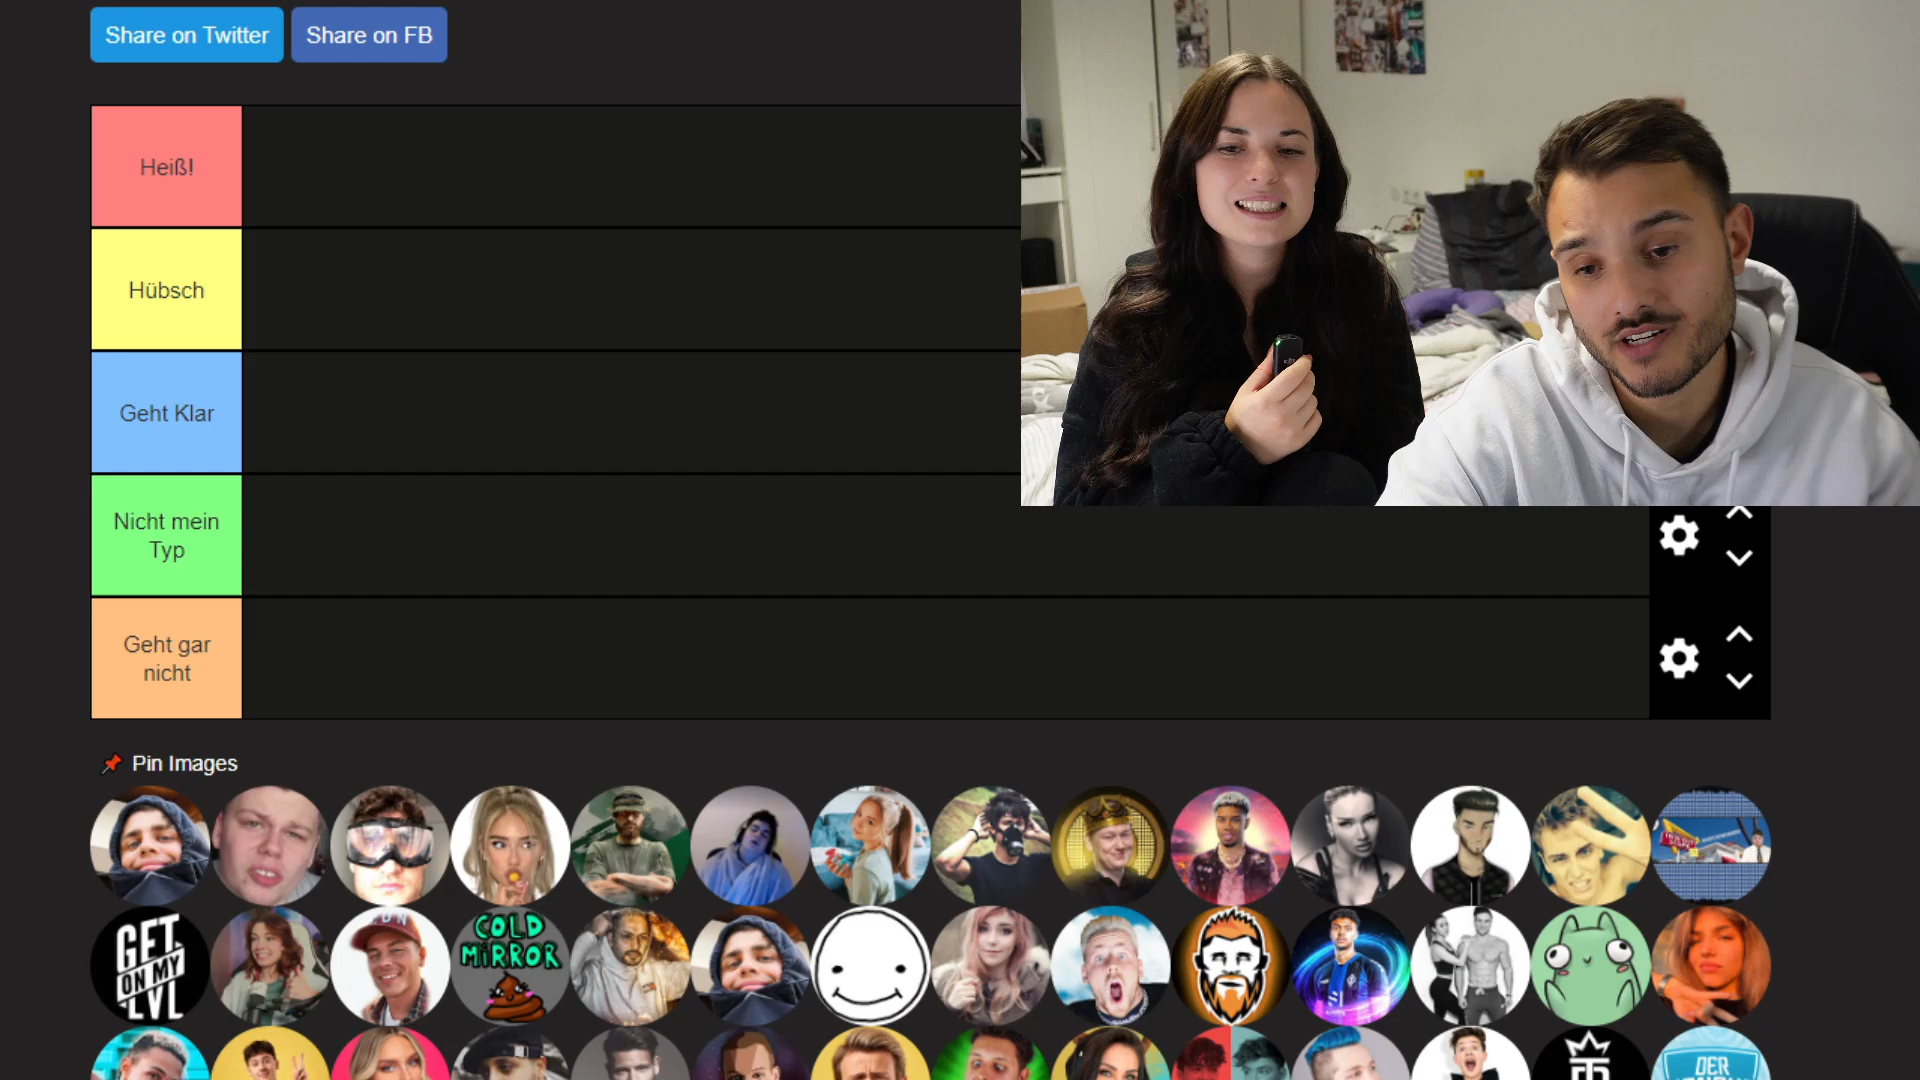 Share on Twitter Share on FB
Heiß!
Hübsch
Geht Klar
Nicht mein
Typ
Geht gar
nicht
Pin Images
GET
ON MY
LVL
COLD
MiRROR
DER